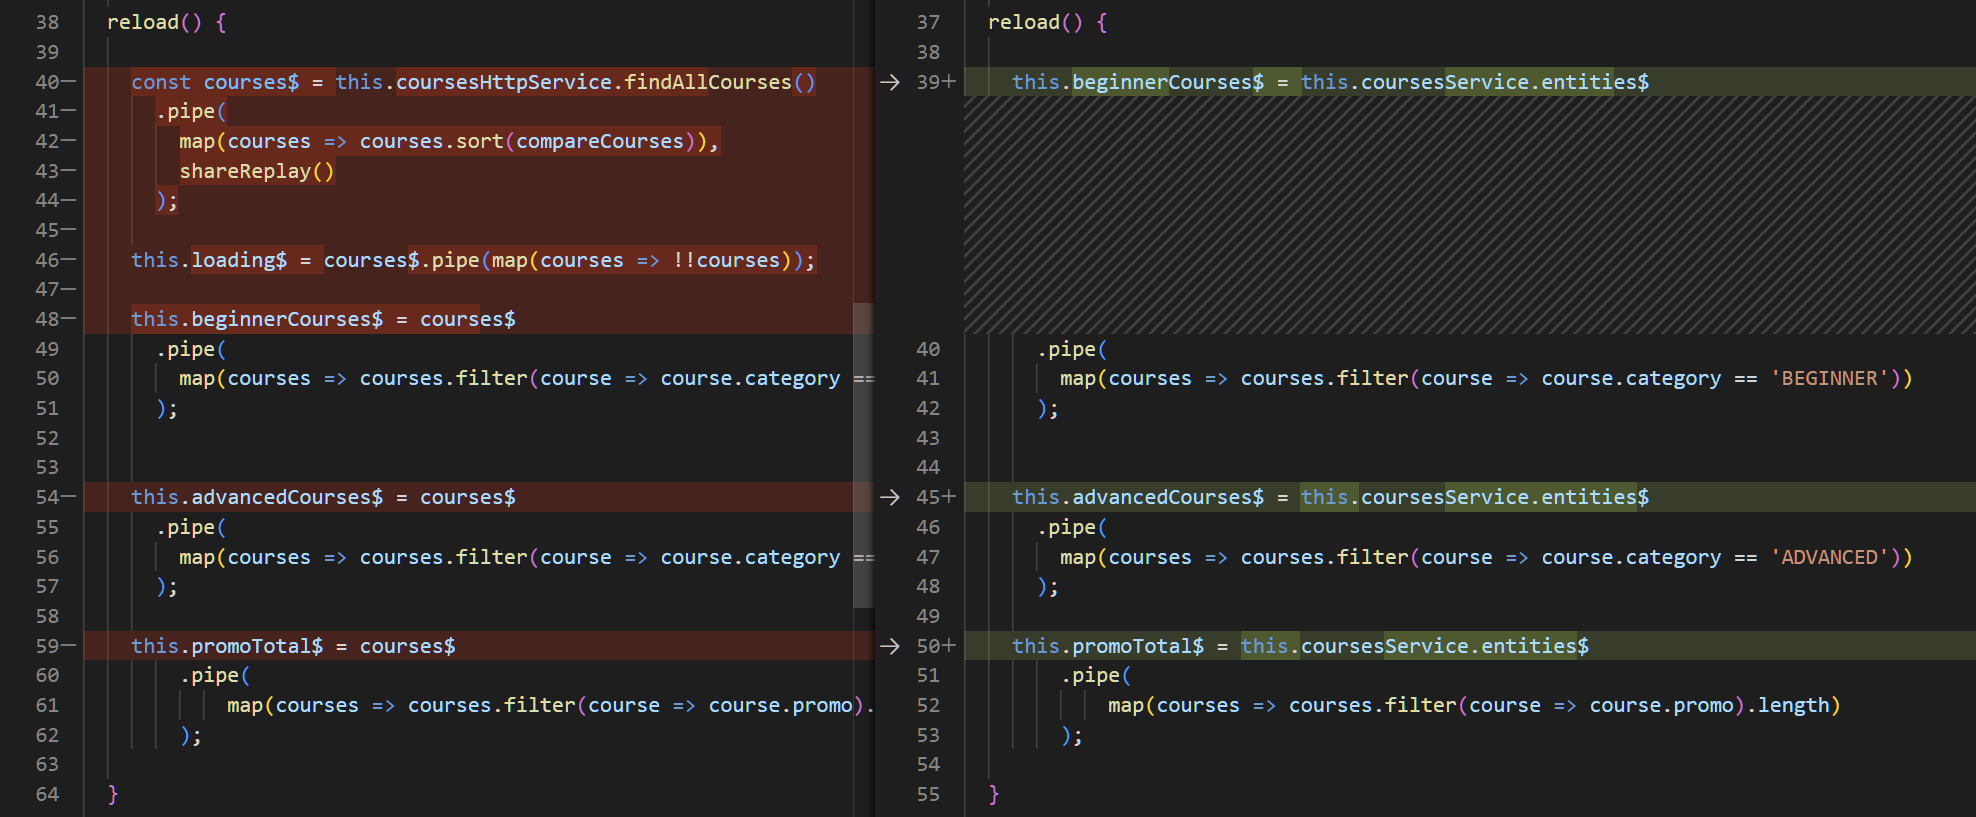 38 reload() {
39
40— const courses$ = this.coursesHttpService.findAllCourses()
41— .pipe(
42— map(courses => courses.sort(compareCourses)),
43— shareReplay()
44— );
45—
46— this.loading$ = courses$.pipe(map(courses => !!courses));
47—
48— this.beginnerCourses$ = courses$
49 .pipe(
50 map(courses => courses.filter(course => course.category ==
51 );
52
53
54— this.advancedCourses$ = courses$
55 .pipe(
56 map(courses => courses.filter(course => course.category ==
57 );
58
59— this.promoTotal$ = courses$
60 .pipe(
61 map(courses => courses.filter(course => course.promo).
62 );
63
64 }
37 reload() {
38
→ 39+ this.beginnerCourses$ = this.coursesService.entities$
40 .pipe(
41 map(courses => courses.filter(course => course.category == 'BEGINNER'))
42 );
43
44
→ 45+ this.advancedCourses$ = this.coursesService.entities$
46 .pipe(
47 map(courses => courses.filter(course => course.category == 'ADVANCED'))
48 );
49
→ 50+ this.promoTotal$ = this.coursesService.entities$
51 .pipe(
52 map(courses => courses.filter(course => course.promo).length)
53 );
54
55 }